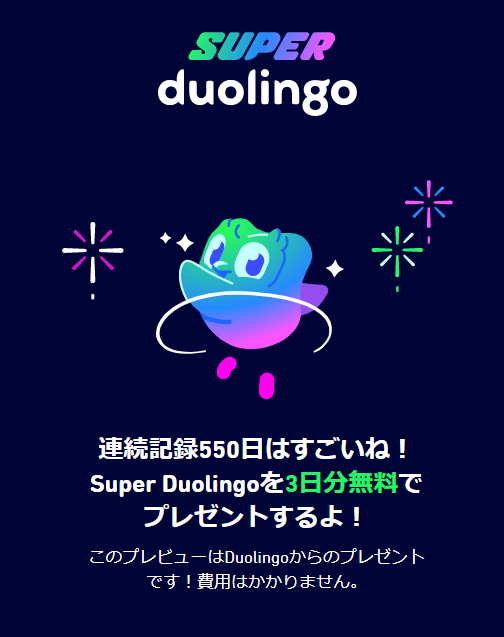 SUPER
duolingo
連続記録550日はすごいね！
Super Duolingoを3日分無料で
プレゼントするよ！
このプレビューはDuolingoからのプレゼント
です！費用はかかりません。